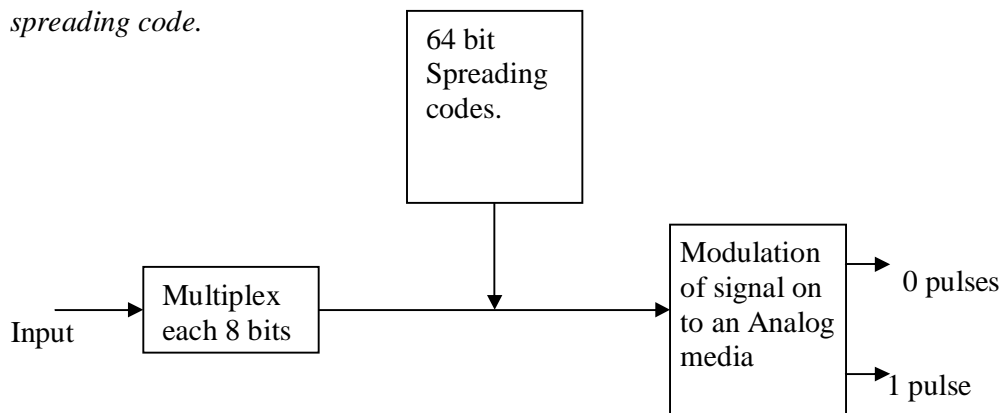 spreading code.
64 bit
Spreading
codes.
Input
Multiplex
each 8 bits
Modulation
of signal on
to an Analog
media
0 pulses
1 pulse